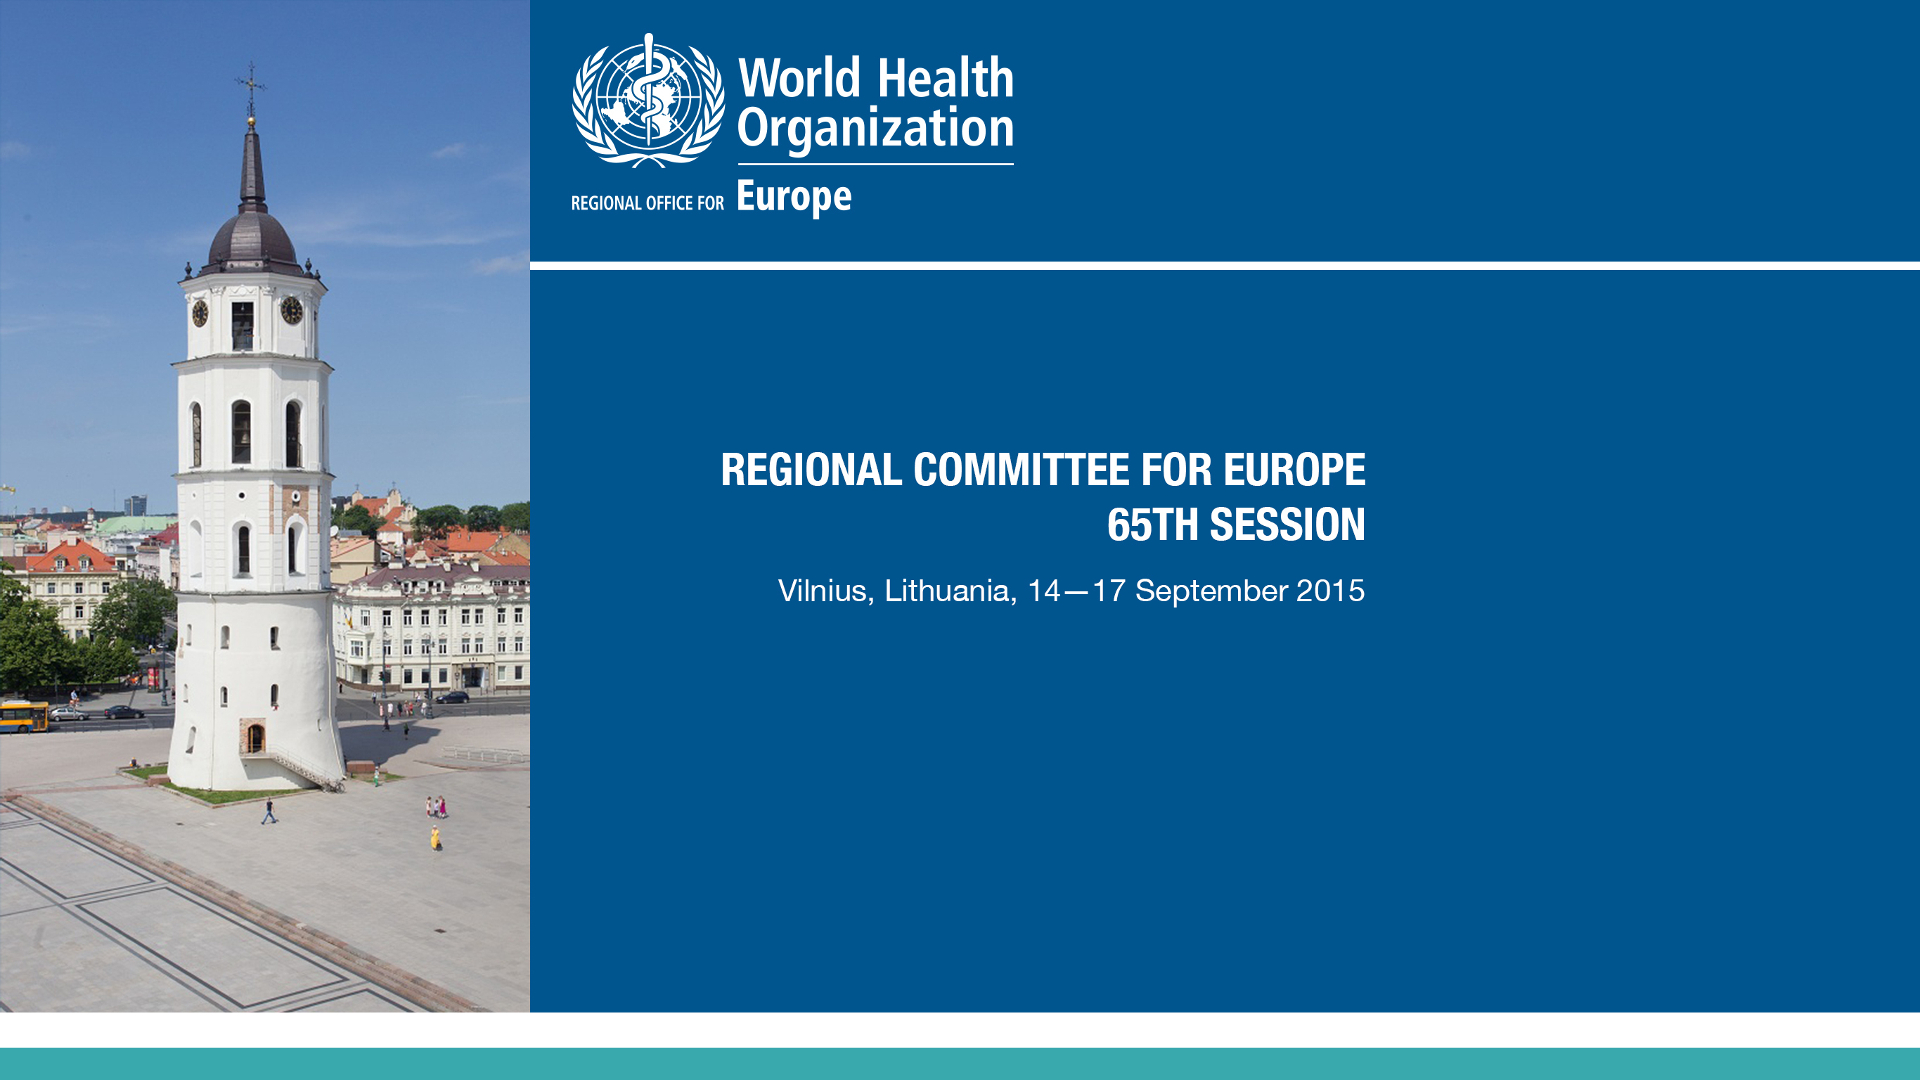 World Health
Organization
REGIONAL OFFICE FOR Europe
REGIONAL COMMITTEE FOR EUROPE
65TH SESSION
Vilnius, Lithuania, 14—17 September 2015